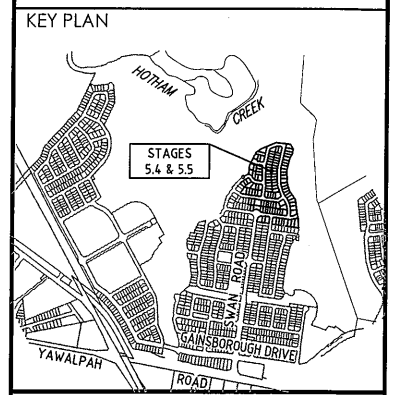 KEY PLAN
HOTHAM
CREEK
STAGES
5.4 & 5.5
SWAN ROAD
GAINSBOROUGH DRIVE
YAWALPAH
ROAD